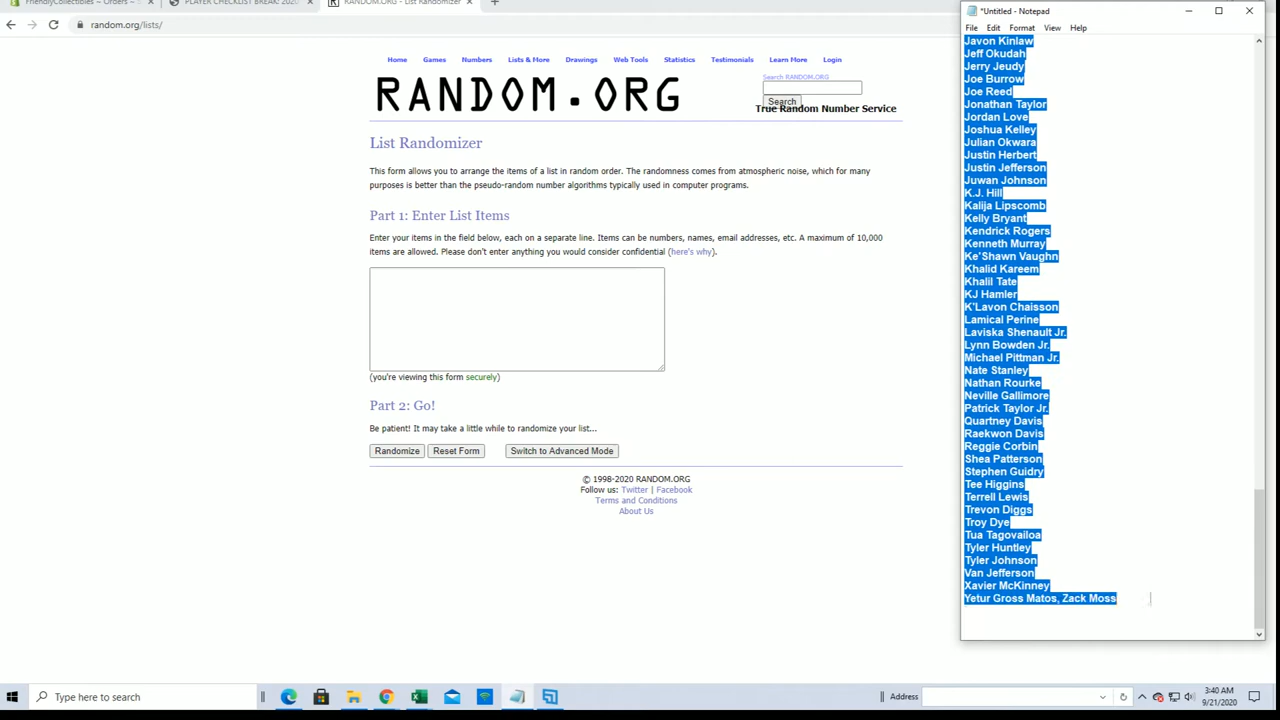 FriendlyCollectibles ~ Orders ~
PLAYER CHECKLIST BREAK: 2020
RANDOM.ORG - List Randomizer
random.org/lists/
Home Games Numbers Lists & More Drawings Web Tools Statistics Testimonials Learn More Login
RANDOM.ORG
Search RANDOM.ORG
Search
True Random Number Service
List Randomizer
This form allows you to arrange the items of a list in random order. The randomness comes from atmospheric noise, which for many
purposes is better than the pseudo-random number algorithms typically used in computer programs.
Part 1: Enter List Items
Enter your items in the field below, each on a separate line. Items can be numbers, names, email addresses, etc. A maximum of 10,000
items are allowed. Please don't enter anything you would consider confidential (here's why).
(you're viewing this form securely)
Part 2: Go!
Be patient! It may take a little while to randomize your list...
Randomize Reset Form Switch to Advanced Mode
© 1998-2020 RANDOM.ORG
Follow us: Twitter | Facebook
Terms and Conditions
About Us
*Untitled - Notepad
File Edit Format View Help
Javon Kinlaw
Jeff Okudah
Jerry Jeudy
Joe Burrow
Joe Reed
Jonathan Taylor
Jordan Love
Joshua Kelley
Julian Okwara
Justin Herbert
Justin Jefferson
Juwan Johnson
K.J. Hill
Kalija Lipscomb
Kelly Bryant
Kendrick Rogers
Kenneth Murray
Ke'Shawn Vaughn
Khalid Kareem
Khalil Tate
KJ Hamler
K'Lavon Chaisson
Lamical Perine
Laviska Shenault Jr.
Lynn Bowden Jr.
Michael Pittman Jr.
Nate Stanley
Nathan Rourke
Neville Gallimore
Patrick Taylor Jr.
Quartney Davis
Raekwon Davis
Reggie Corbin
Shea Patterson
Stephen Guidry
Tee Higgins
Terrell Lewis
Trevon Diggs
Troy Dye
Tua Tagovailoa
Tyler Huntley
Tyler Johnson
Van Jefferson
Xavier McKinney
Yetur Gross Matos, Zack Moss
Type here to search
Address
3:40 AM
9/21/2020